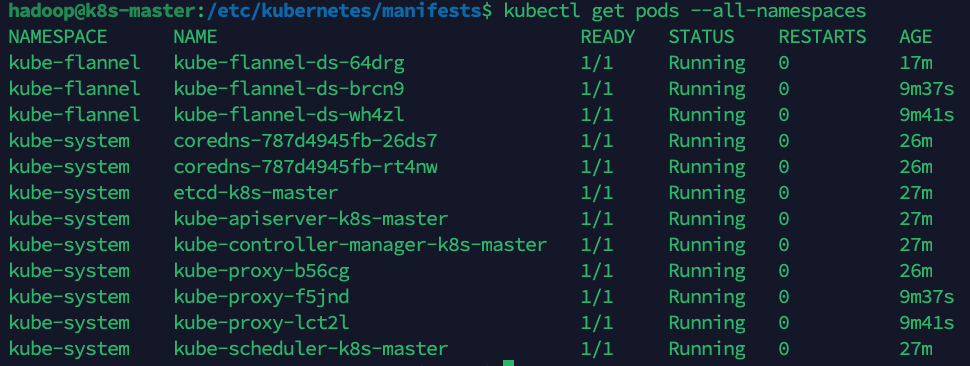 hadoop@k8s-master:/etc/kubernetes/manifests$ kubectl get pods --all-namespaces
NAMESPACE NAME READY STATUS RESTARTS AGE
kube-flannel kube-flannel-ds-64drg 1/1 Running 0 17m
kube-flannel kube-flannel-ds-brcn9 1/1 Running 0 9m37s
kube-flannel kube-flannel-ds-wh4zl 1/1 Running 0 9m41s
kube-system coredns-787d4945fb-26ds7 1/1 Running 0 26m
kube-system coredns-787d4945fb-rt4nw 1/1 Running 0 26m
kube-system etcd-k8s-master 1/1 Running 0 27m
kube-system kube-apiserver-k8s-master 1/1 Running 0 27m
kube-system kube-controller-manager-k8s-master 1/1 Running 0 27m
kube-system kube-proxy-b56cg 1/1 Running 0 26m
kube-system kube-proxy-f5jnd 1/1 Running 0 9m37s
kube-system kube-proxy-lct2l 1/1 Running 0 9m41s
kube-system kube-scheduler-k8s-master 1/1 Running 0 27m